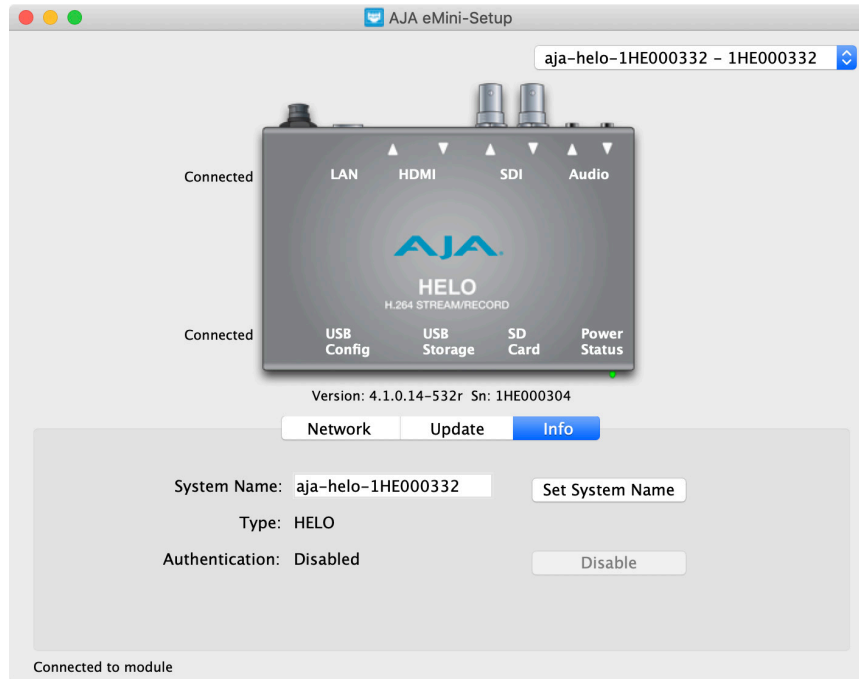 AJA eMini-Setup
aja-helo-1HE000332 - 1HE000332
Connected
LAN HDMI SDI Audio
AJA
HELO
H.264 STREAM/RECORD
Connected
USB Config USB Storage SD Card Power Status
Version: 4.1.0.14-532r Sn: 1HE000304
Network Update Info
System Name: aja-helo-1HE000332 Set System Name
Type: HELO
Authentication: Disabled Disable
Connected to module